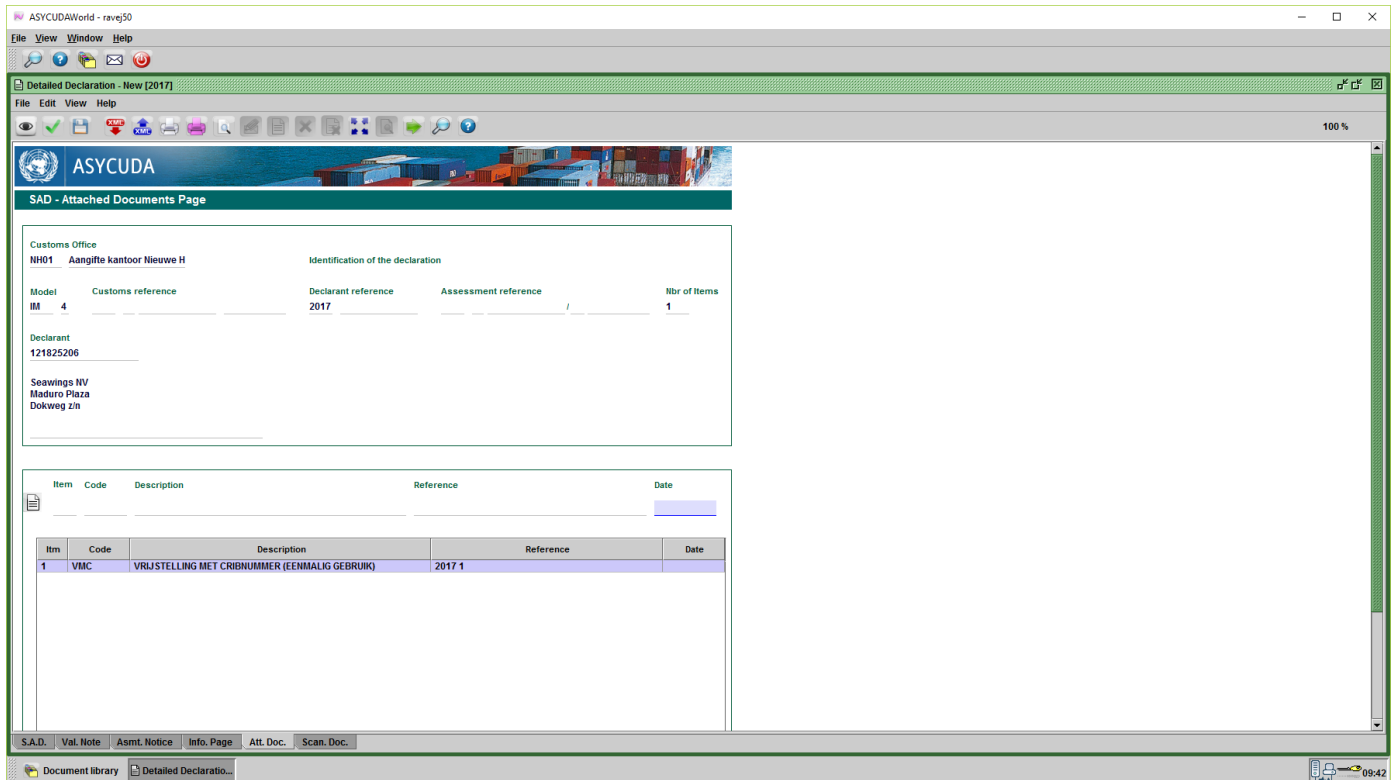 ASYCUDAWorld - ravej50
File View Window Help
Detailed Declaration - New [2017]
File Edit View Help
XML XML 100 %
ASYCUDA
SAD - Attached Documents Page
Customs Office
NH01 Aangifte kantoor Nieuwe H Identification of the declaration
Model Customs reference Declarant reference Assessment reference Nbr of Items
IM 4 2017 / 1
Declarant
121825206
Seawings NV
Maduro Plaza
Dokweg z/n
Item Code Description Reference Date
Itm Code Description Reference Date
1 VMC VRIJSTELLING MET CRIBNUMMER (EENMALIG GEBRUIK) 2017 1
S.A.D. Val. Note Asmt. Notice Info. Page Att. Doc. Scan. Doc.
Document library Detailed Declaratio... 09:42